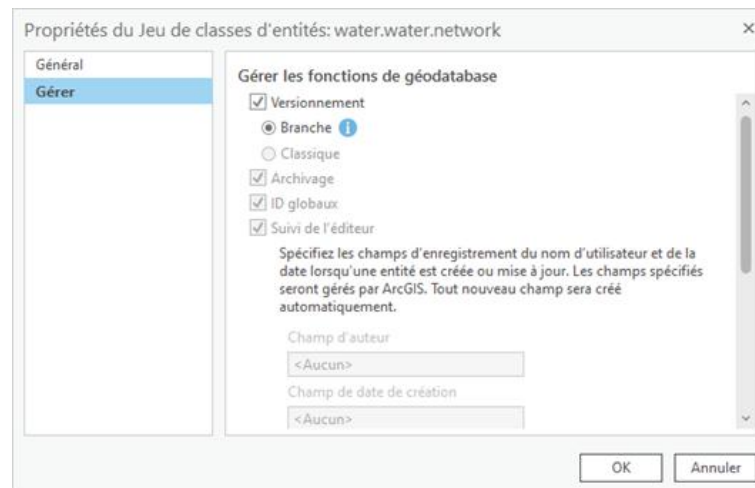 Propriétés du Jeu de classes d'entités: water.water.network
Général
Gérer
Gérer les fonctions de géodatabase
Versionnement
Branche
Classique
Archivage
ID globaux
Suivi de l'éditeur
Spécifiez les champs d'enregistrement du nom d'utilisateur et de la
date lorsqu'une entité est créée ou mise à jour. Les champs spécifiés
seront gérés par ArcGIS. Tout nouveau champ sera créé
automatiquement.
Champ d'auteur
<Aucun>
Champ de date de création
<Aucun>
OK
Annuler